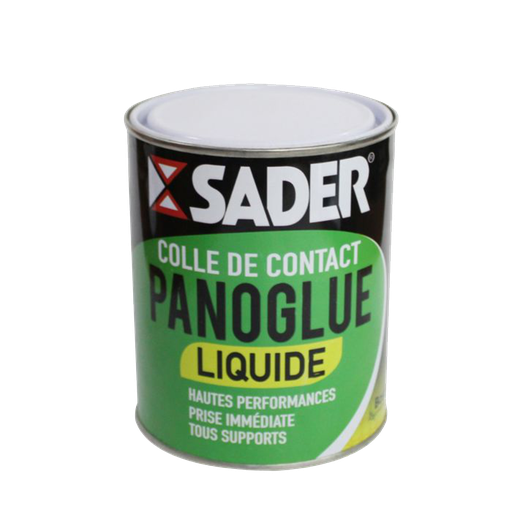 SADER®
COLLE DE CONTACT
PANOGLUE
LIQUIDE
HAUTES PERFORMANCES
PRISE IMMÉDIATE
TOUS SUPPORTS